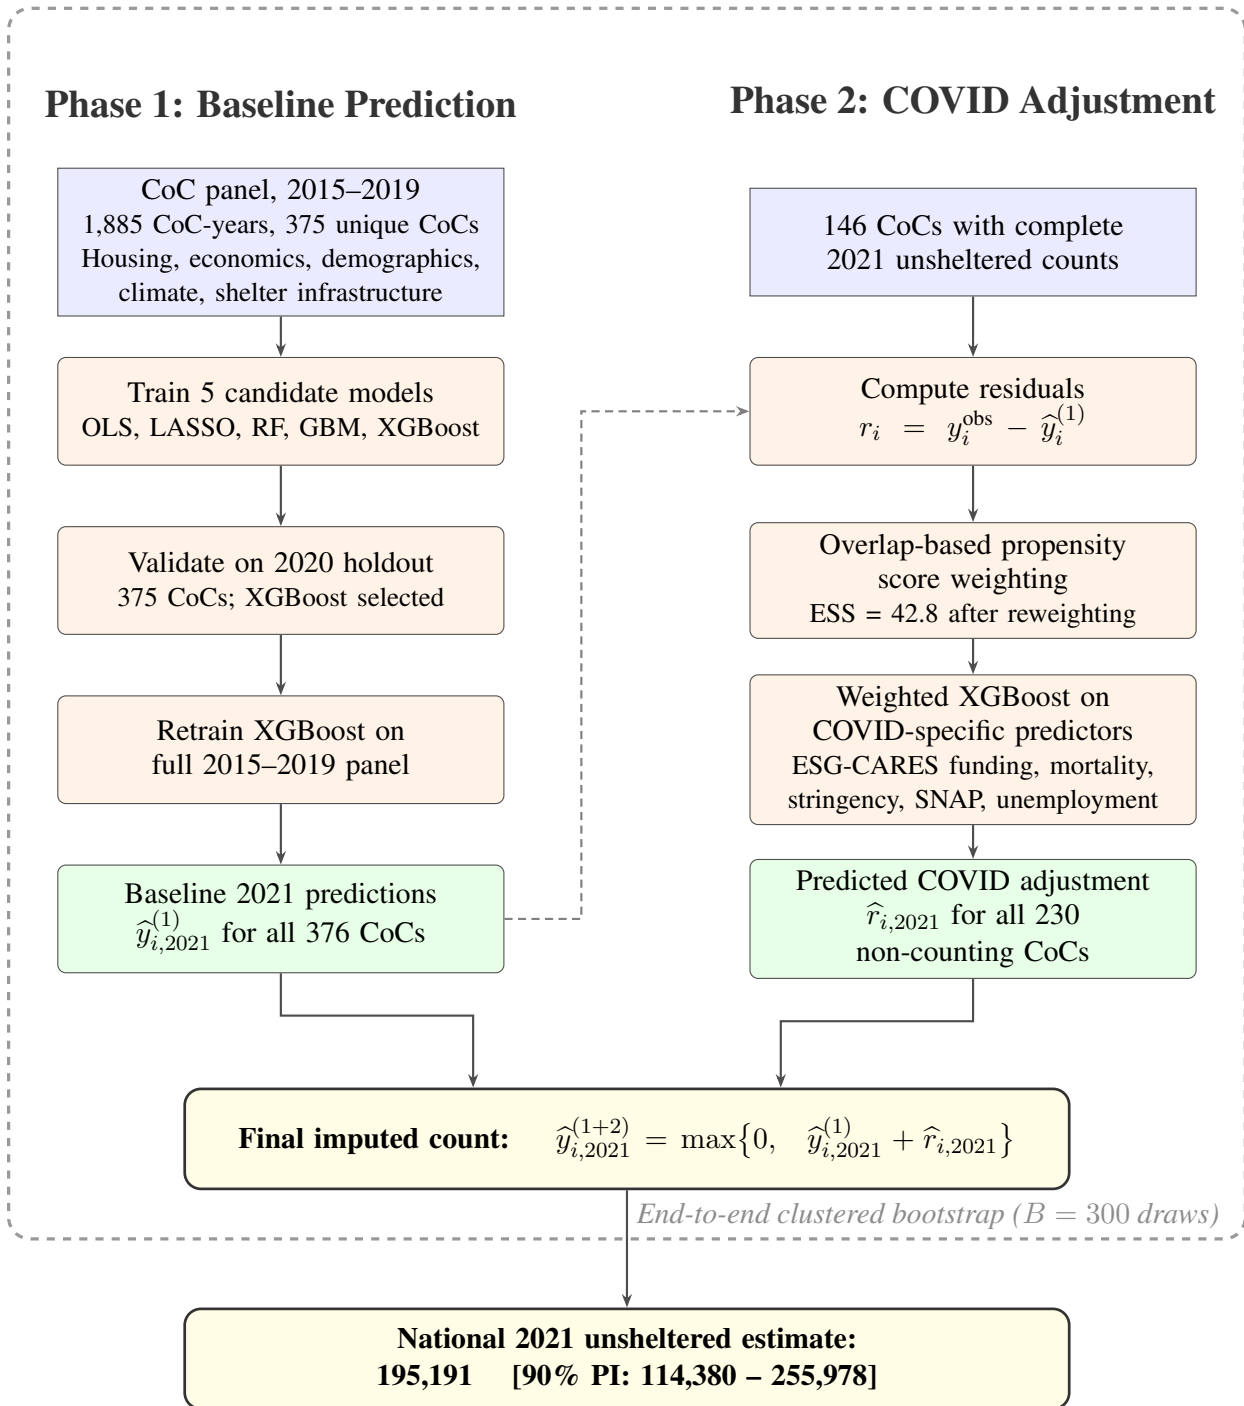 Phase 1: Baseline Prediction
CoC panel, 2015–2019
1,885 CoC-years, 375 unique CoCs
Housing, economics, demographics,
climate, shelter infrastructure
Train 5 candidate models
OLS, LASSO, RF, GBM, XGBoost
Validate on 2020 holdout
375 CoCs; XGBoost selected
Retrain XGBoost on
full 2015–2019 panel
Baseline 2021 predictions
ŷ_{i,2021}^{(1)} for all 376 CoCs
Phase 2: COVID Adjustment
146 CoCs with complete
2021 unsheltered counts
Compute residuals
r_i = y_i^{obs} − ŷ_i^{(1)}
Overlap-based propensity
score weighting
ESS = 42.8 after reweighting
Weighted XGBoost on
COVID-specific predictors
ESG-CARES funding, mortality,
stringency, SNAP, unemployment
Predicted COVID adjustment
r̂_{i,2021} for all 230
non-counting CoCs
Final imputed count: ŷ_{i,2021}^{(1+2)} = max{0, ŷ_{i,2021}^{(1)} + r̂_{i,2021}}
End-to-end clustered bootstrap (B = 300 draws)
National 2021 unsheltered estimate:
195,191 [90% PI: 114,380 – 255,978]